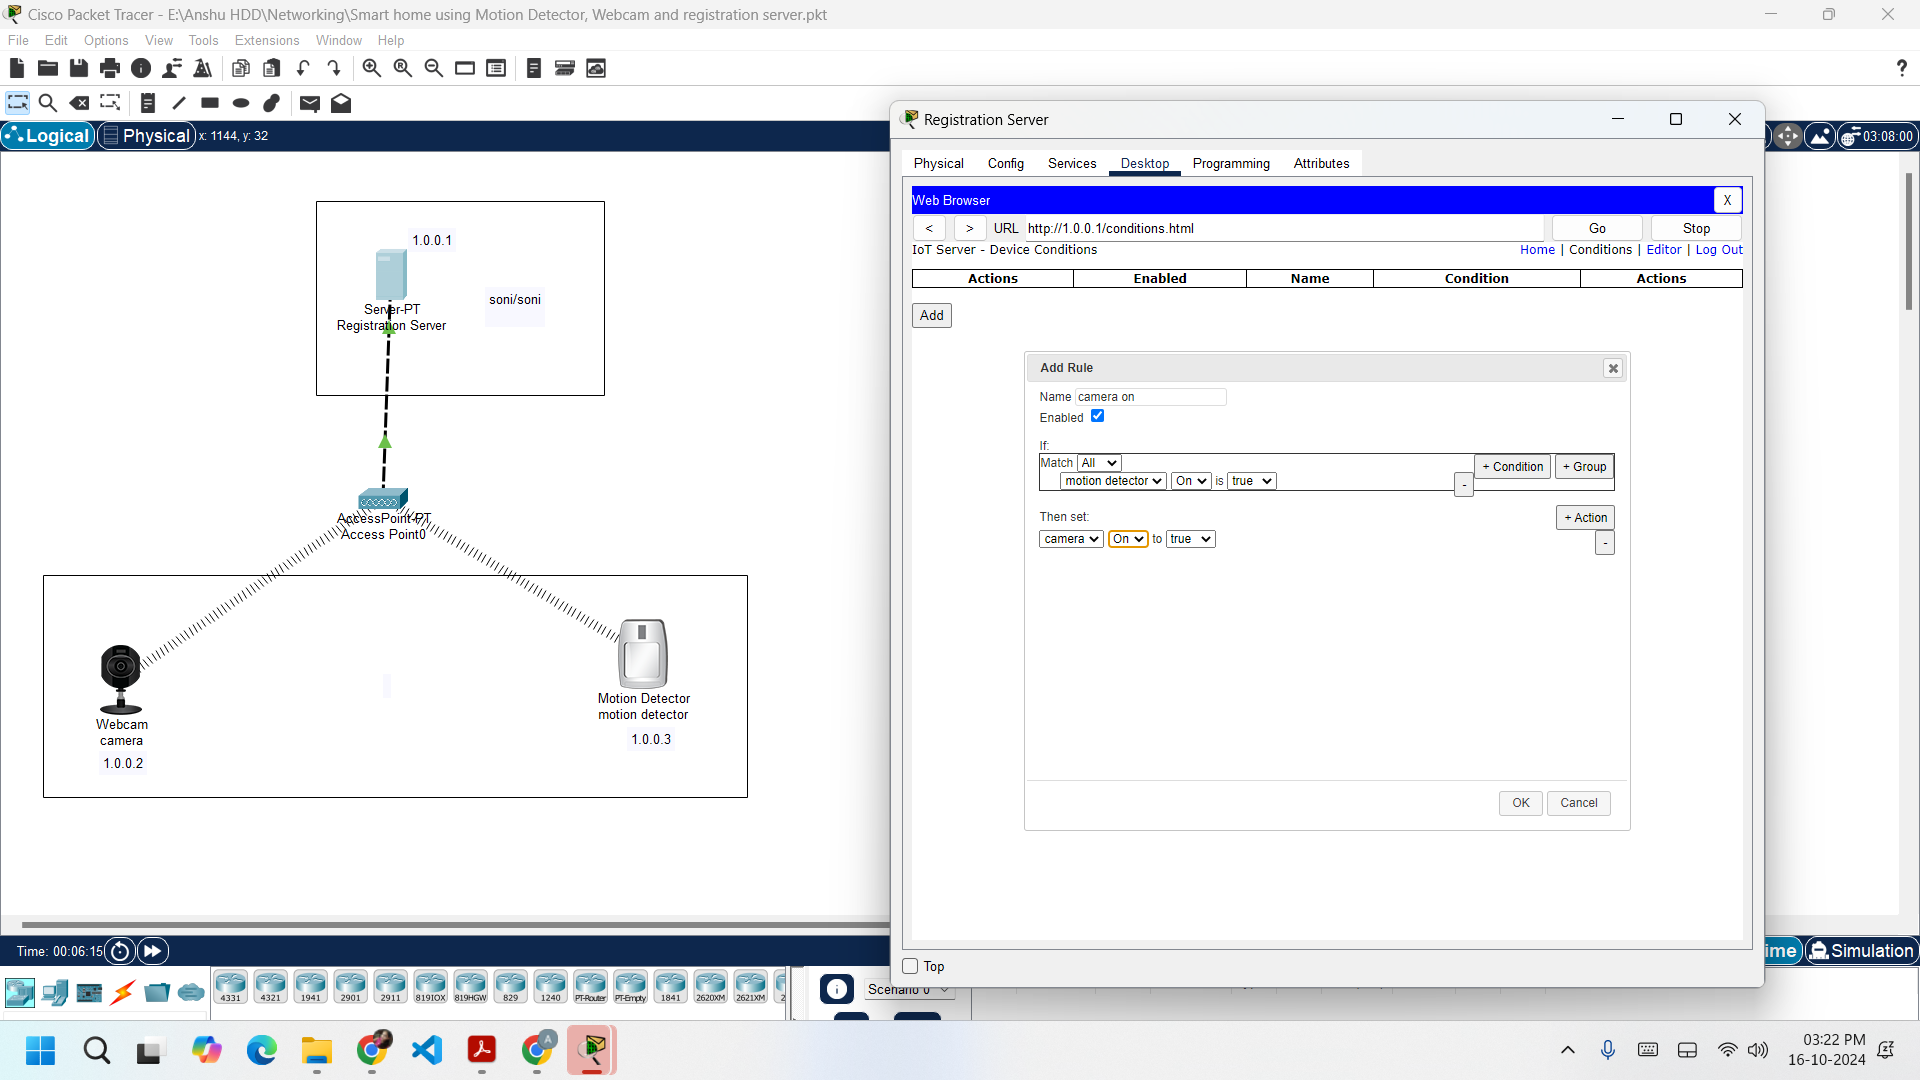 Cisco Packet Tracer - E:\Anshu HDD\Networking\Smart home using Motion Detector, Webcam and registration server.pkt
File Edit Options View Tools Extensions Window Help
?
Logical Physical x: 1144, y: 32
03:08:00
1.0.0.1
soni/soni
Server-PT
Registration Server
AccessPoint-PT
Access Point0
Webcam
camera
1.0.0.2
Motion Detector
motion detector
1.0.0.3
Registration Server
Physical Config Services Desktop Programming Attributes
Web Browser X
< > URL http://1.0.0.1/conditions.html Go Stop
IoT Server - Device Conditions Home | Conditions | Editor | Log Out
Actions Enabled Name Condition Actions
Add
Add Rule
Name camera on
Enabled
If:
Match All + Condition + Group
motion detector On is true -
Then set: + Action
camera On to true -
OK Cancel
Top
Time: 00:06:15
ime Simulation
4331 4321 1941 2901 2911 819IOX 819HGW 829 1240 PT-Router PT-Empty 1841 2620XM 2621XM 2
Scenario 0
A
03:22 PM
16-10-2024